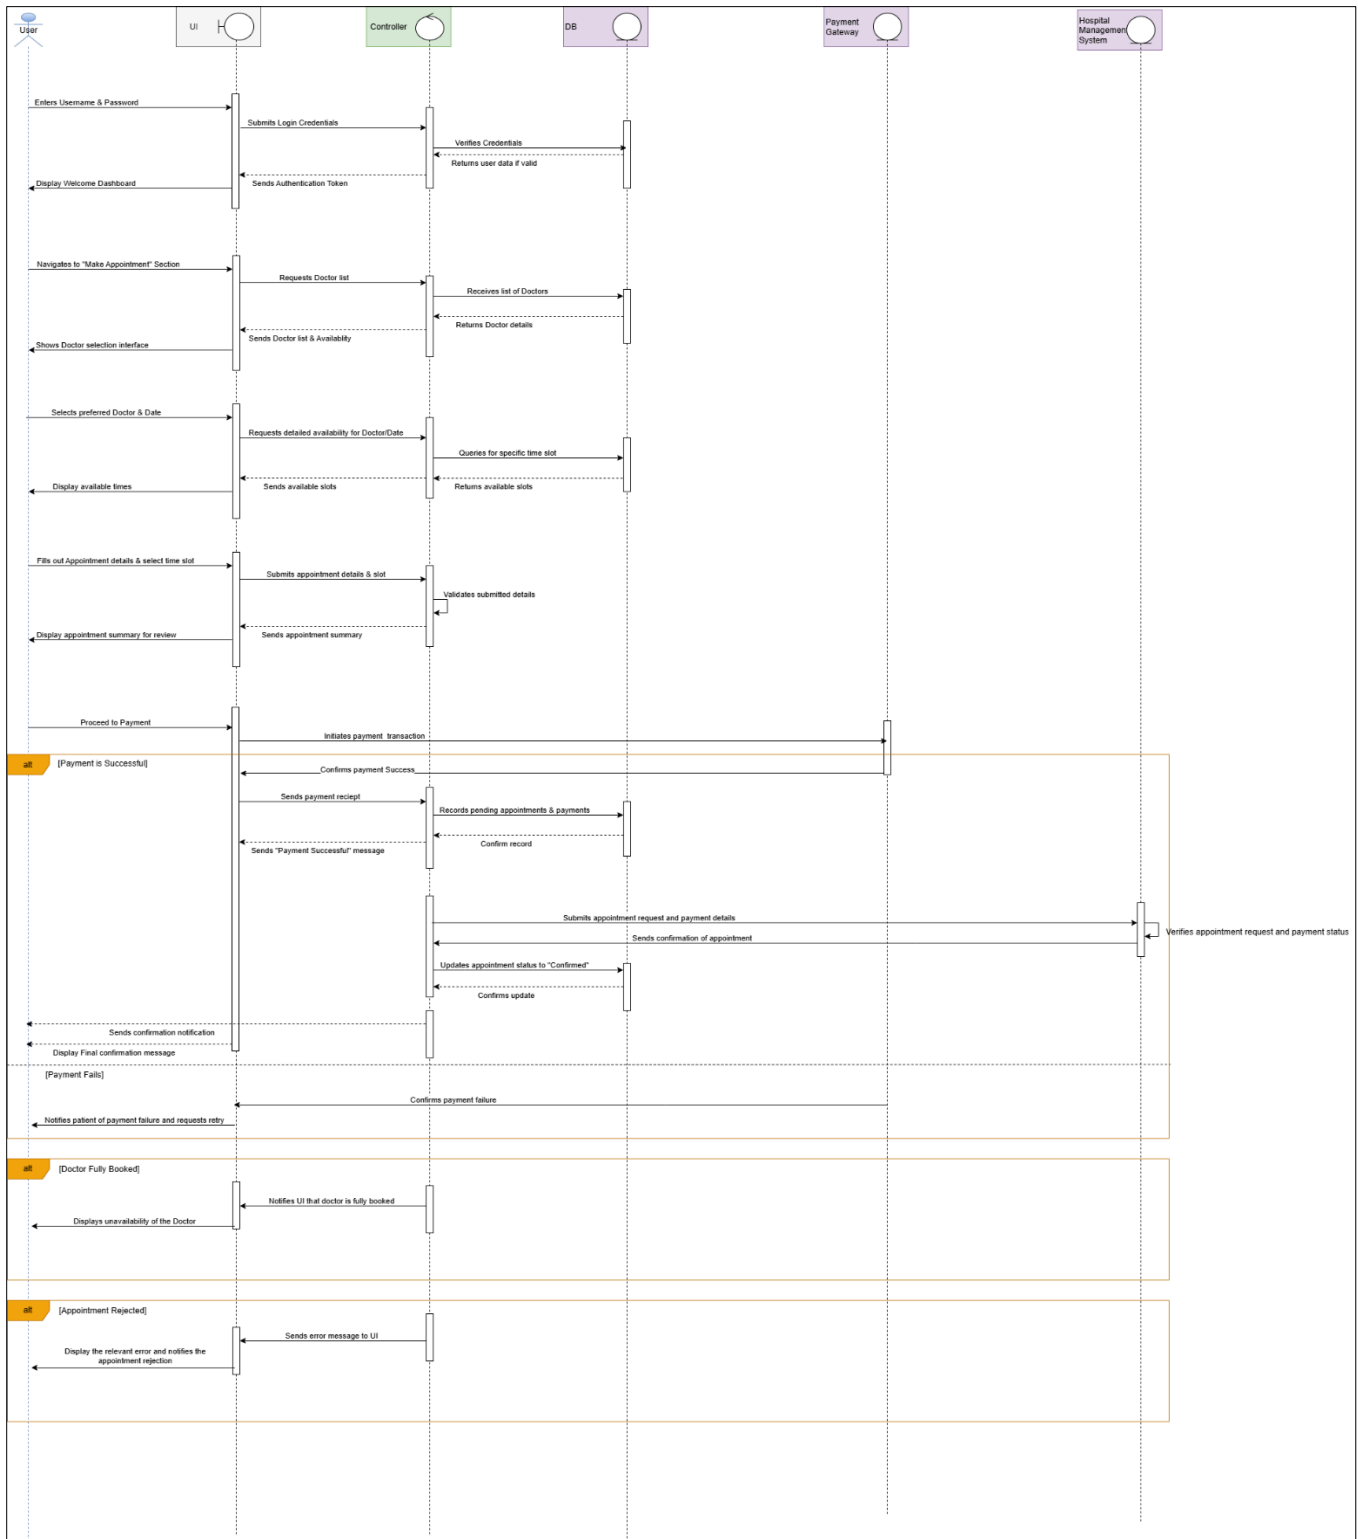 User
UI
Controller
DB
Payment
Gateway
Hospital
Managemen
System
Enters Username & Password
Submits Login Credentials
Verifies Credentials
Returns user data if valid
Display Welcome Dashboard
Sends Authentication Token
Navigates to "Make Appointment" Section
Requests Doctor list
Receives list of Doctors
Returns Doctor details
Sends Doctor list & Availablity
Shows Doctor selection interface
Selects preferred Doctor & Date
Requests detailed availability for Doctor/Date
Queries for specific time slot
Display available times
Sends available slots
Returns available slots
Fills out Appointment details & select time slot
Submits appointment details & slot
Validates submitted details
Display appointment summary for review
Sends appointment summary
Proceed to Payment
Initiates payment transaction
alt
[Payment is Successful]
Confirms payment Success
Sends payment reciept
Records pending appointments & payments
Confirm record
Sends "Payment Successful" message
Submits appointment request and payment details
Verifies appointment request and payment status
Sends confirmation of appointment
Updates appointment status to "Confirmed"
Confirms update
Sends confirmation notification
Display Final confirmation message
[Payment Fails]
Confirms payment failure
Notifies patient of payment failure and requests retry
alt
[Doctor Fully Booked]
Notifies UI that doctor is fully booked
Displays unavailability of the Doctor
alt
[Appointment Rejected]
Sends error message to UI
Display the relevant error and notifies the
appointment rejection